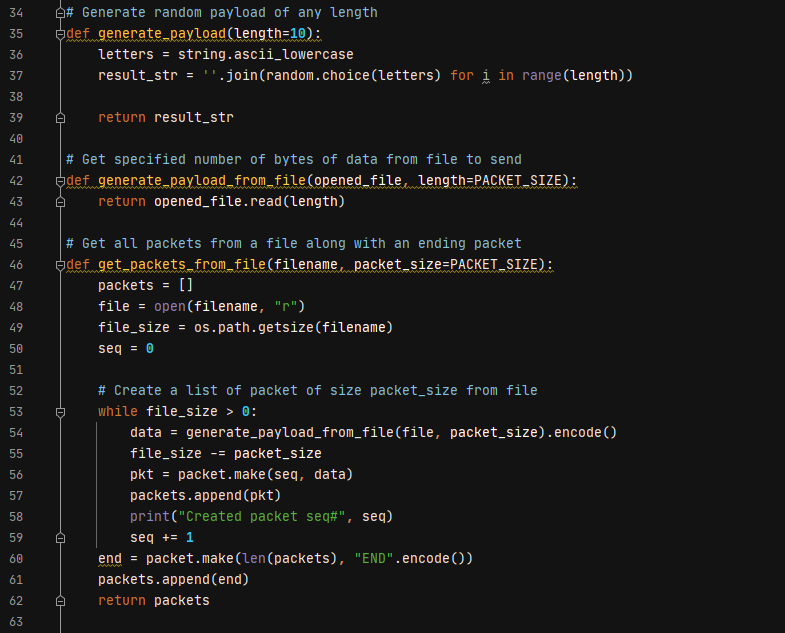 34 # Generate random payload of any length
35 def generate_payload(length=10):
36     letters = string.ascii_lowercase
37     result_str = ''.join(random.choice(letters) for i in range(length))
38
39     return result_str
40
41 # Get specified number of bytes of data from file to send
42 def generate_payload_from_file(opened_file, length=PACKET_SIZE):
43     return opened_file.read(length)
44
45 # Get all packets from a file along with an ending packet
46 def get_packets_from_file(filename, packet_size=PACKET_SIZE):
47     packets = []
48     file = open(filename, "r")
49     file_size = os.path.getsize(filename)
50     seq = 0
51
52     # Create a list of packet of size packet_size from file
53     while file_size > 0:
54         data = generate_payload_from_file(file, packet_size).encode()
55         file_size -= packet_size
56         pkt = packet.make(seq, data)
57         packets.append(pkt)
58         print("Created packet seq#", seq)
59         seq += 1
60     end = packet.make(len(packets), "END".encode())
61     packets.append(end)
62     return packets
63